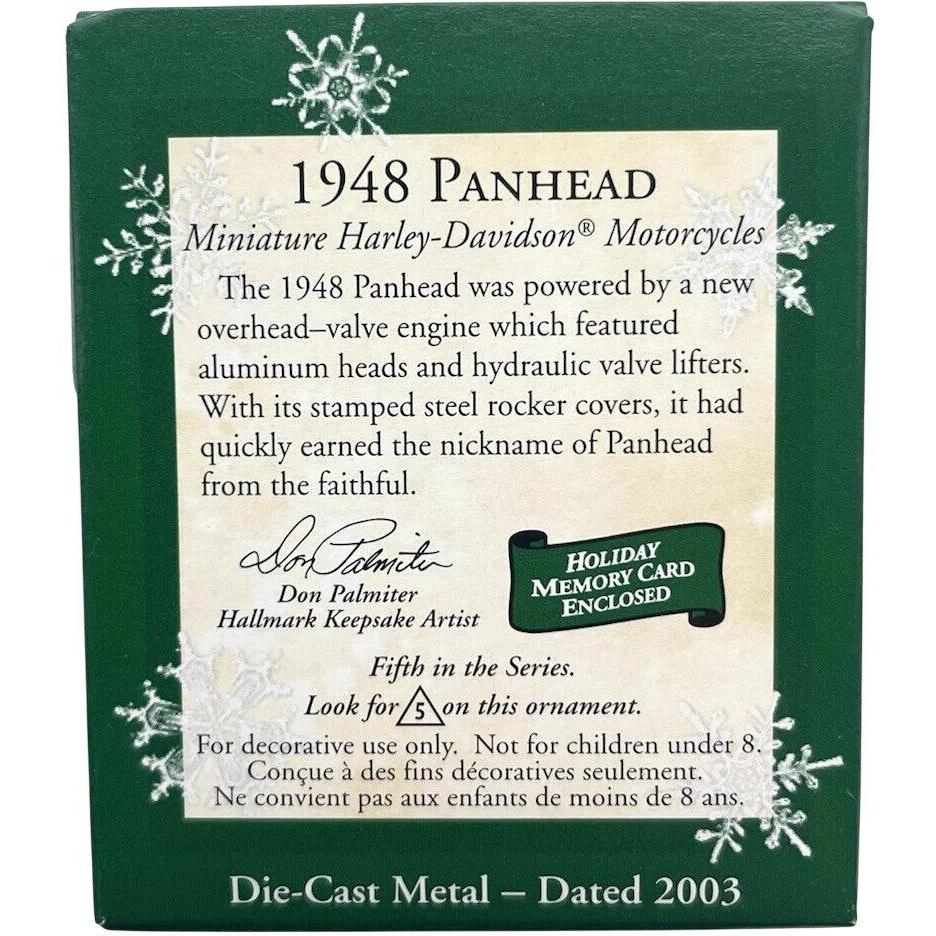 1948 PANHEAD
Miniature Harley-Davidson® Motorcycles
The 1948 Panhead was powered by a new
overhead–valve engine which featured
aluminum heads and hydraulic valve lifters.
With its stamped steel rocker covers, it had
quickly earned the nickname of Panhead
from the faithful.
Don Palmiter
Don Palmiter
Hallmark Keepsake Artist
HOLIDAY
MEMORY CARD
ENCLOSED
Fifth in the Series.
Look for 5 on this ornament.
For decorative use only. Not for children under 8.
Conçue à des fins décoratives seulement.
Ne convient pas aux enfants de moins de 8 ans.
Die-Cast Metal – Dated 2003